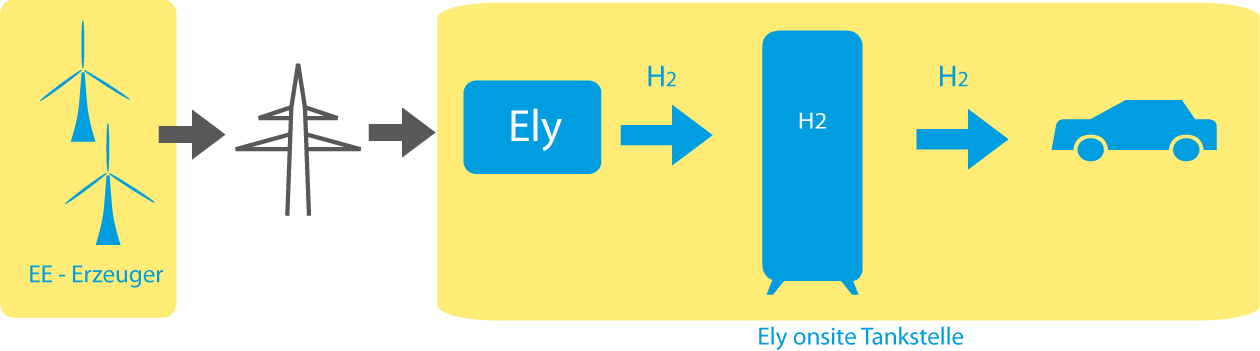 EE - Erzeuger
Ely
H2
H2
H2
Ely onsite Tankstelle